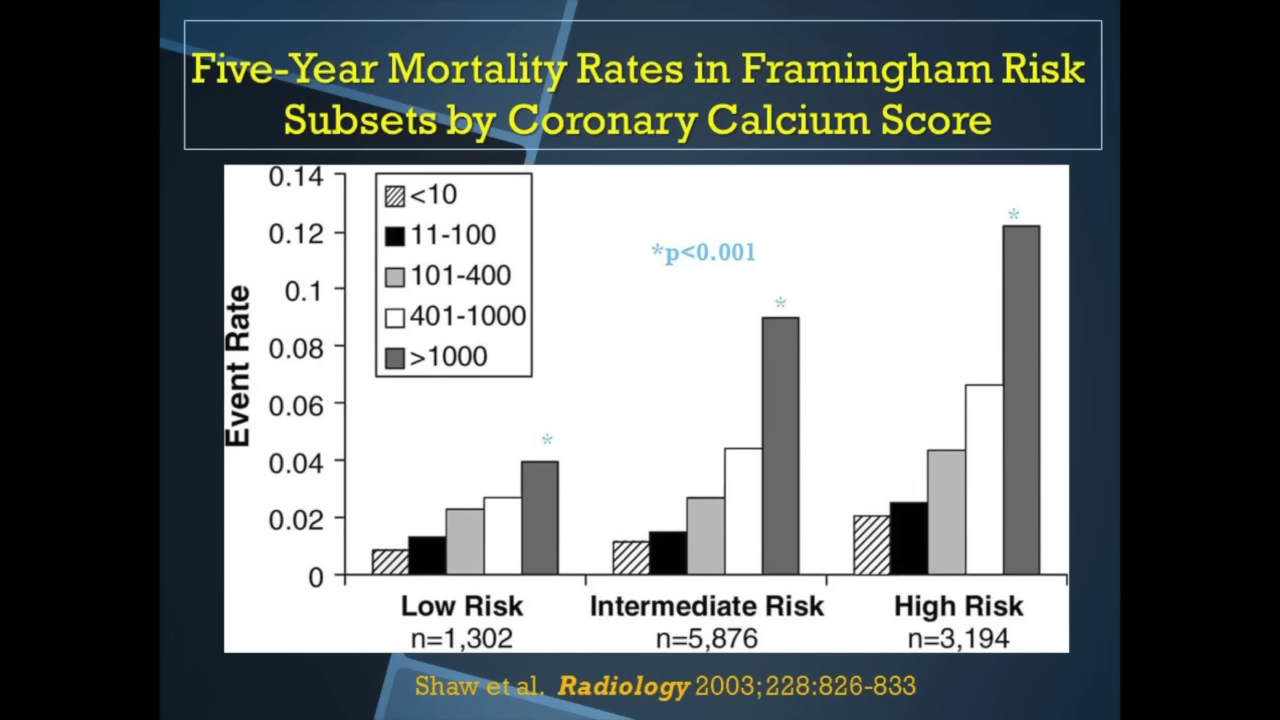 Five-Year Mortality Rates in Framingham Risk
Subsets by Coronary Calcium Score
0.14
0.12
0.1
0.08
0.06
0.04
0.02
0
Event Rate
<10
11-100
101-400
401-1000
>1000
*p<0.001
*
*
*
Low Risk
n=1,302
Intermediate Risk
n=5,876
High Risk
n=3,194
Shaw et al. Radiology 2003;228:826-833